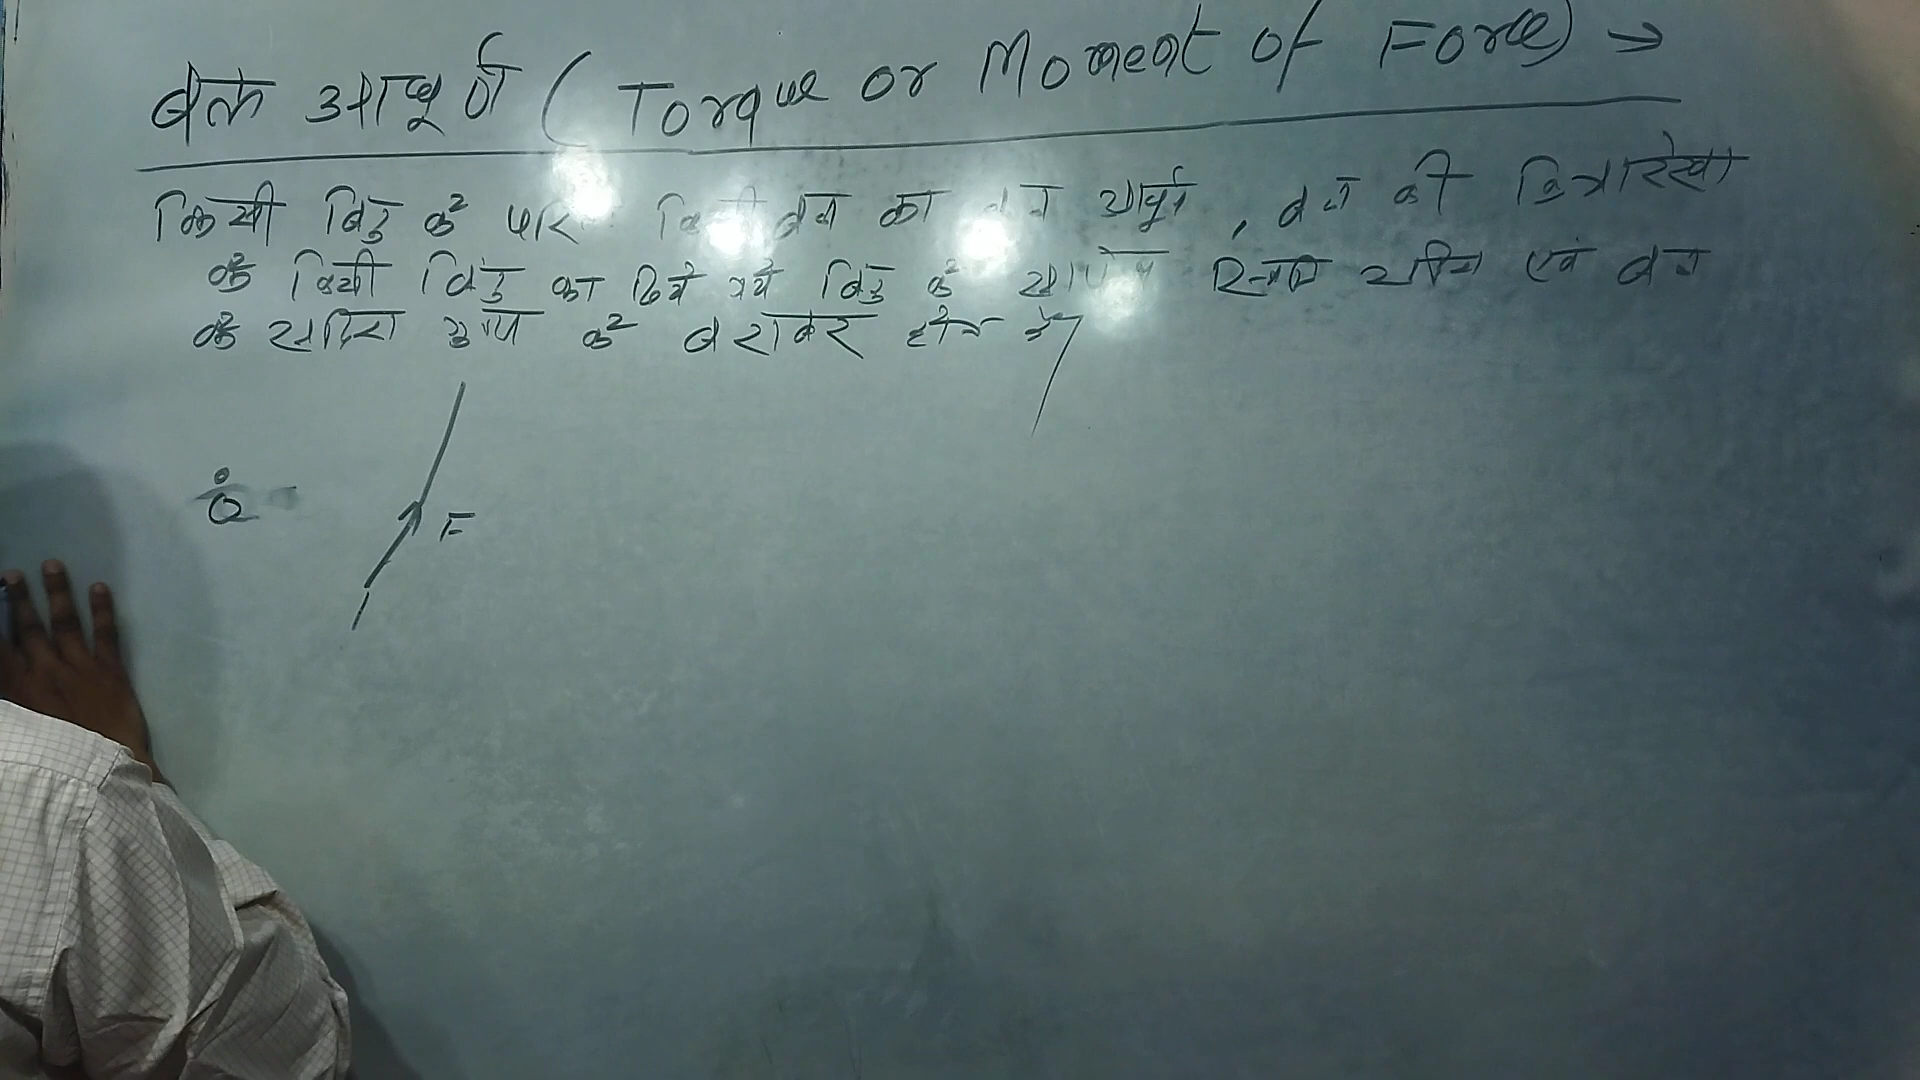 बल आघूर्ण ( Torque or Moment of Force) →
किसी बिंदु के परि किसी बल का बल आघूर्ण , बल की क्रियारेखा
के किसी बिंदु का दिये गये बिंदु के सापेक्ष स्थिति सदिश एवं बल
के सदिश गुणन के बराबर होता है।
O
F